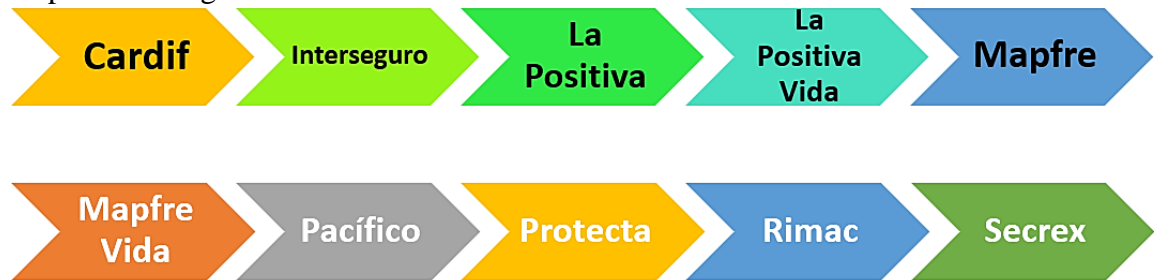 Cardif
Interseguro
La
Positiva
La
Positiva
Vida
Mapfre
Mapfre
Vida
Pacífico
Protecta
Rimac
Secrex